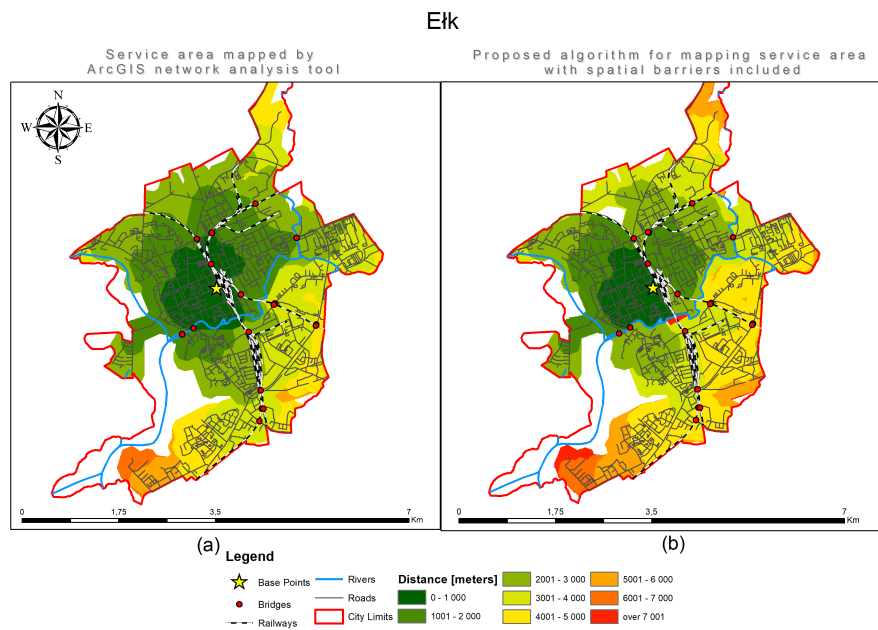 Ełk
Service area mapped by
ArcGIS network analysis tool
Proposed algorithm for mapping service area
with spatial barriers included
N
W E
S
0 1,75 3,5 7
Km
0 1,75 3,5 7
Km
(a)
(b)
Legend
Base Points
Bridges
Railways
Rivers
Roads
City Limits
Distance [meters]
0 - 1 000
1001 - 2 000
2001 - 3 000
3001 - 4 000
4001 - 5 000
5001 - 6 000
6001 - 7 000
over 7 001